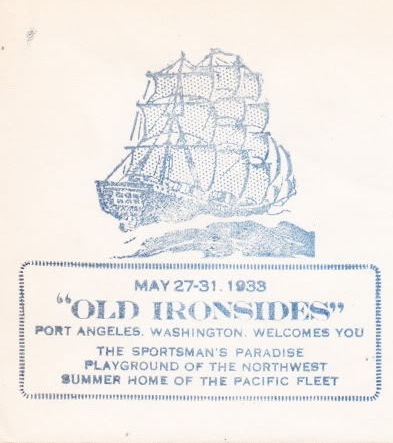 MAY 27-31. 1933
"OLD IRONSIDES"
PORT ANGELES. WASHINGTON. WELCOMES YOU
THE SPORTSMAN'S PARADISE
PLAYGROUND OF THE NORTHWEST
SUMMER HOME OF THE PACIFIC FLEET